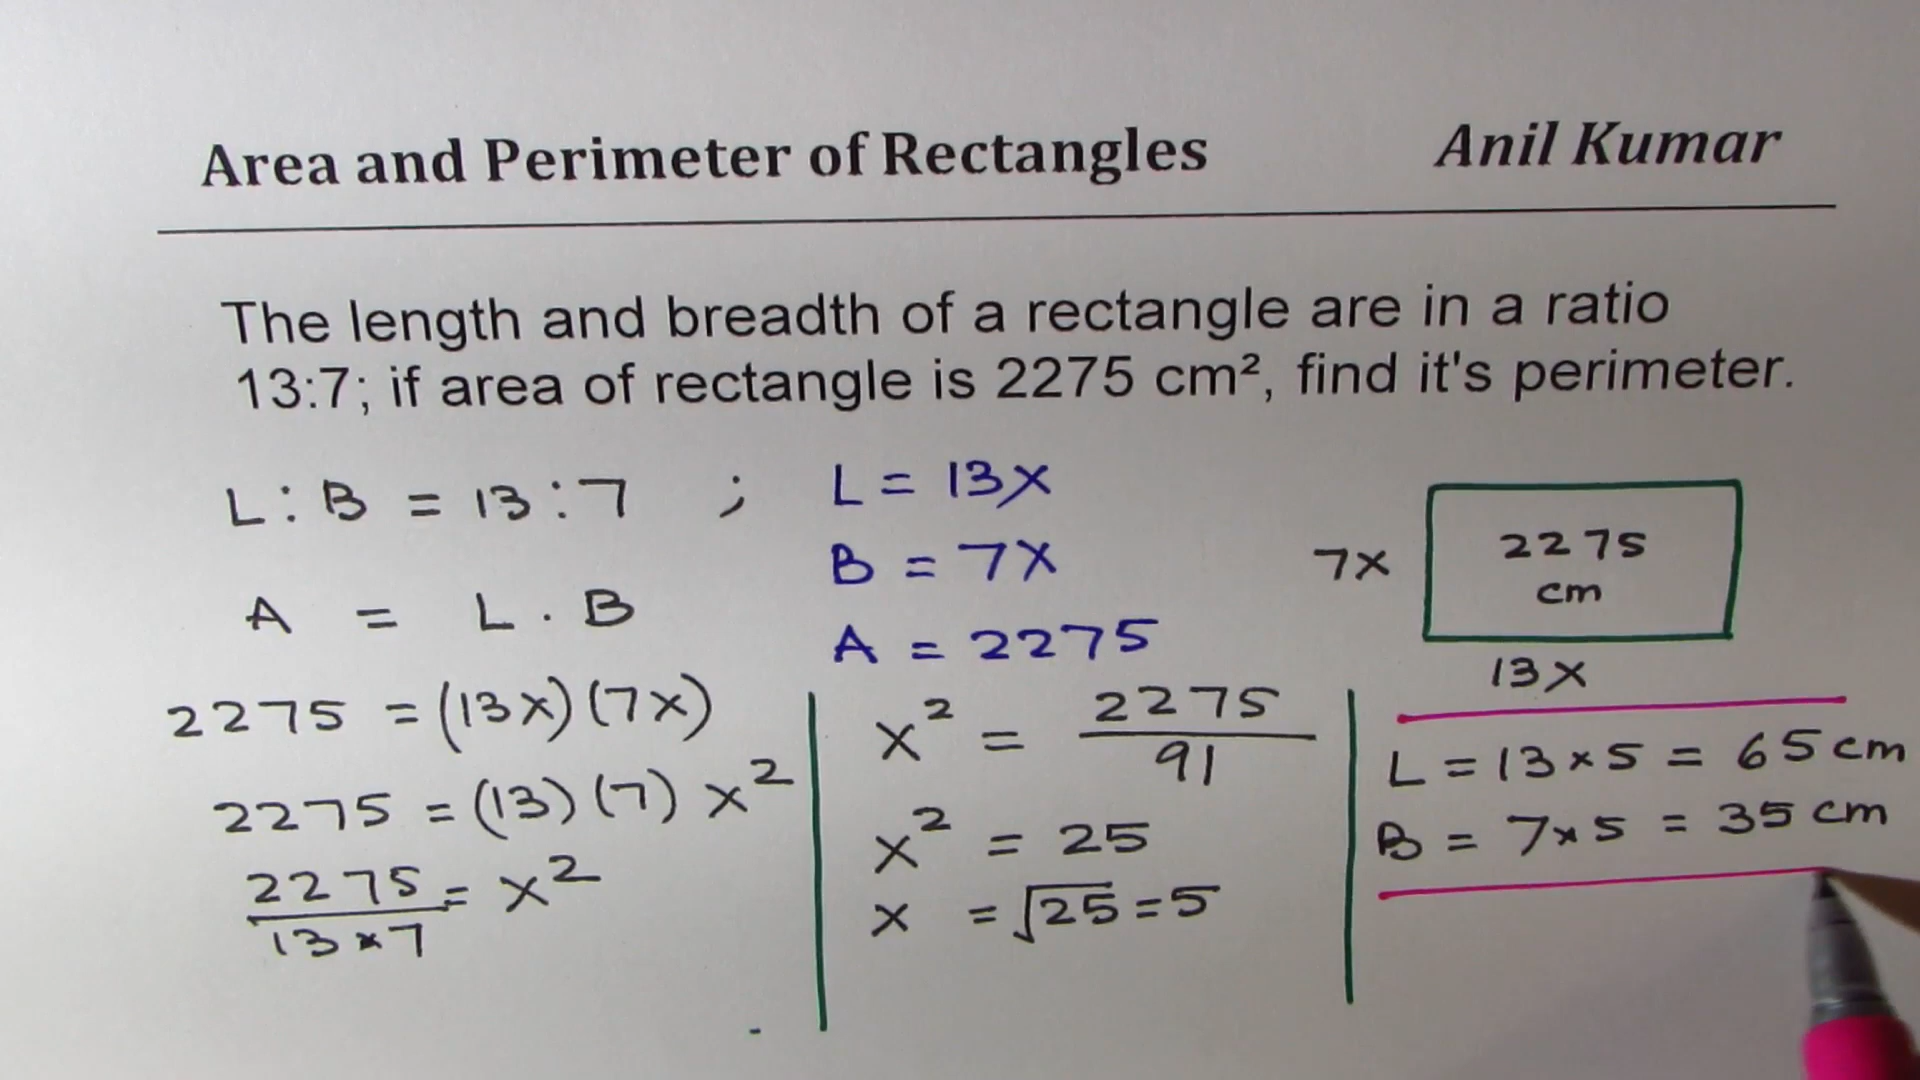 Area and Perimeter of Rectangles Anil Kumar
The length and breadth of a rectangle are in a ratio
13:7; if area of rectangle is 2275 cm², find it's perimeter.
L : B = 13 : 7 ;
A = L . B
2275 = (13x) (7x)
2275 = (13) (7) x²
2275/13×7 = x²
L = 13x
B = 7x
A = 2275
x² = 2275/91
x² = 25
x = √25 = 5
7x
2275
cm
13x
L = 13×5 = 65 cm
B = 7×5 = 35 cm